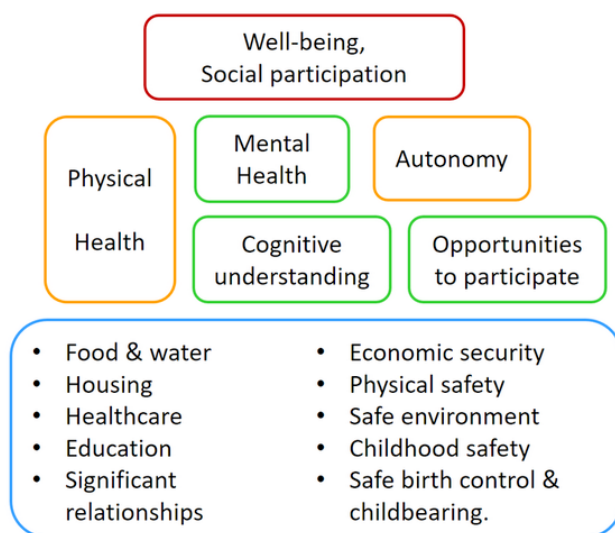 Well-being,
Social participation
Physical
Health
Mental
Health
Autonomy
Cognitive
understanding
Opportunities
to participate
• Food & water
• Housing
• Healthcare
• Education
• Significant
relationships
• Economic security
• Physical safety
• Safe environment
• Childhood safety
• Safe birth control &
childbearing.